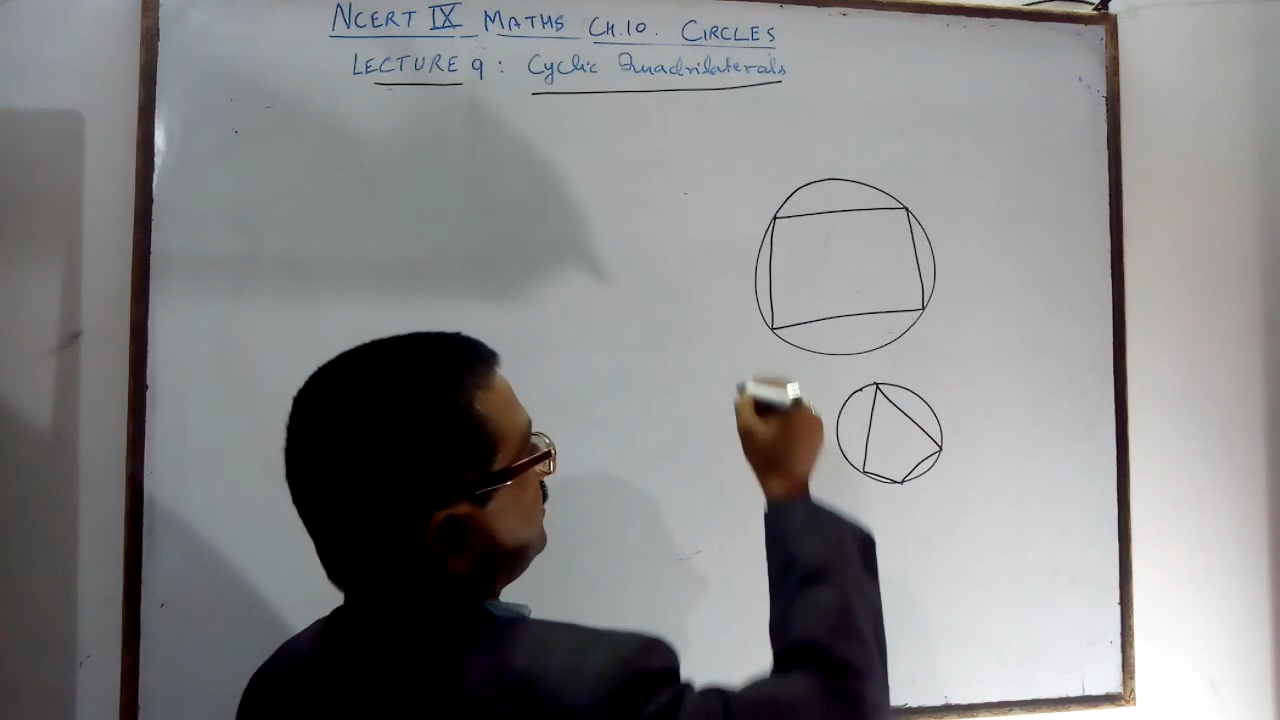 NCERT IX MATHS CH.10. CIRCLES
LECTURE 9: Cyclic Quadrilaterals